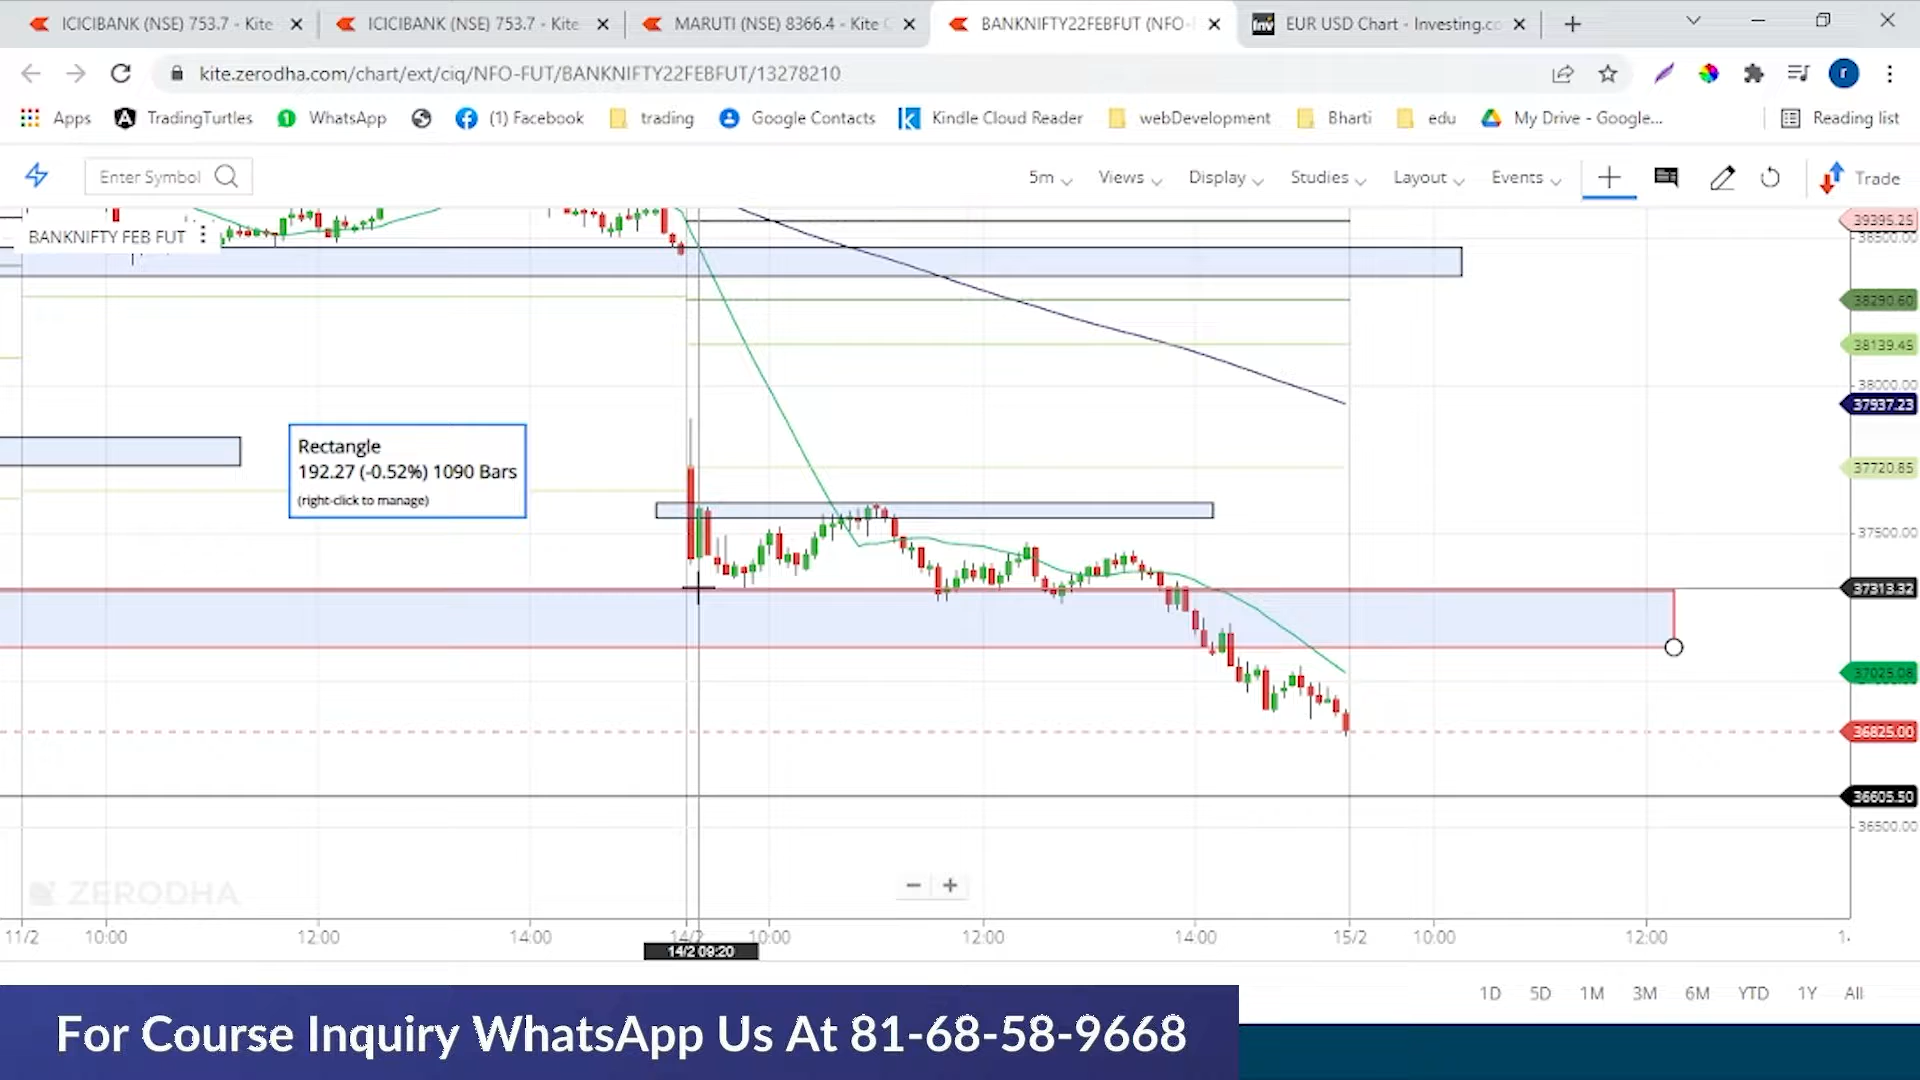 ICICIBANK (NSE) 753.7 - Kite
ICICIBANK (NSE) 753.7 - Kite
MARUTI (NSE) 8366.4 - Kite C
BANKNIFTY22FEBFUT (NFO-
Inv
EUR USD Chart - Investing.co
kite.zerodha.com/chart/ext/ciq/NFO-FUT/BANKNIFTY22FEBFUT/13278210
r
Apps
TradingTurtles
WhatsApp
(1) Facebook
trading
Google Contacts
Kindle Cloud Reader
webDevelopment
Bharti
edu
My Drive - Google...
Reading list
Enter Symbol
5m
Views
Display
Studies
Layout
Events
Trade
BANKNIFTY FEB FUT
39395.25
38500.00
38290.60
38139.45
38000.00
37937.23
37720.85
Rectangle
192.27 (-0.52%) 1090 Bars
(right-click to manage)
37500.00
37313.32
37025.08
36825.00
36605.50
36500.00
ZERODHA
11/2
10:00
12:00
14:00
14/2
10:00
12:00
14:00
15/2
10:00
12:00
14/2 09:20
1D
5D
1M
3M
6M
YTD
1Y
All
For Course Inquiry WhatsApp Us At 81-68-58-9668